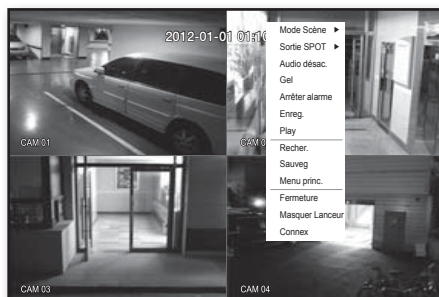 2012-01-01 01:10
Mode Scène ▶
Sortie SPOT ▶
Audio désac.
Gel
Arrêter alarme
Enreg.
Play
CAM 01
Recher.
Sauveg
Menu princ.
Fermeture
Masquer Lanceur
Connex
CAM 03
CAM 04